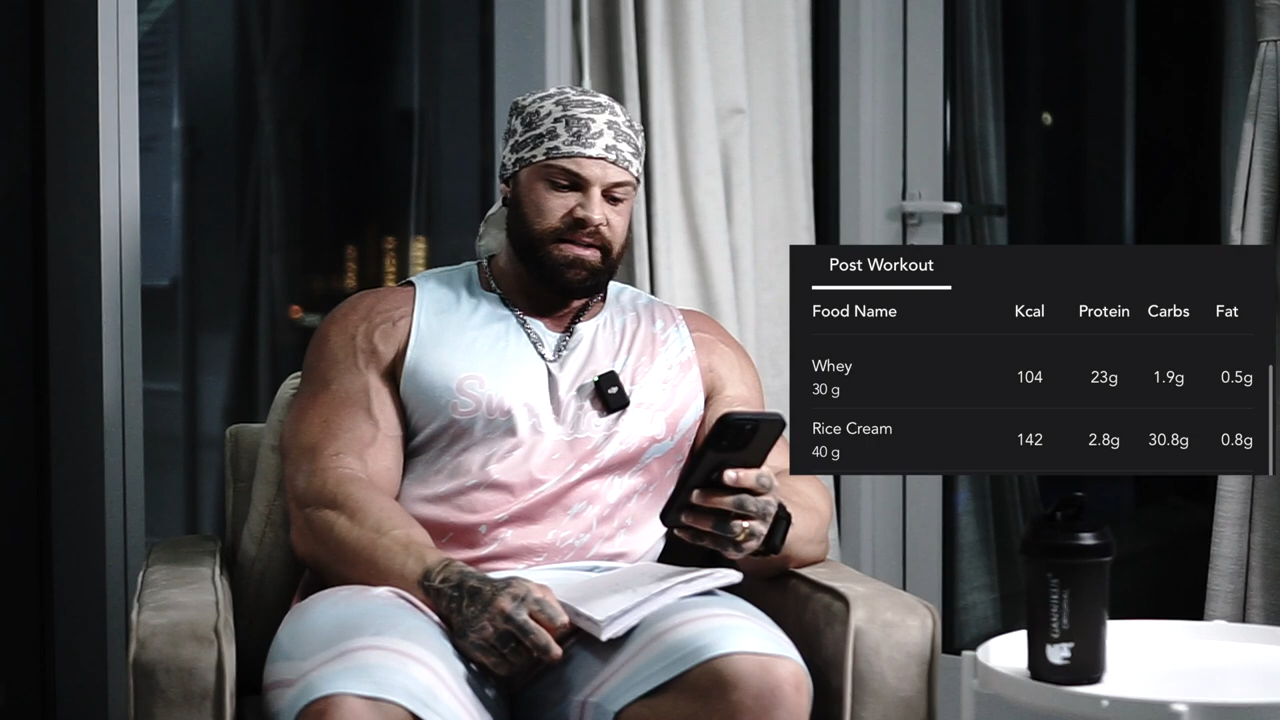 Post Workout
Food Name Kcal Protein Carbs Fat
Whey
30 g
104 23g 1.9g 0.5g
Rice Cream
40 g
142 2.8g 30.8g 0.8g